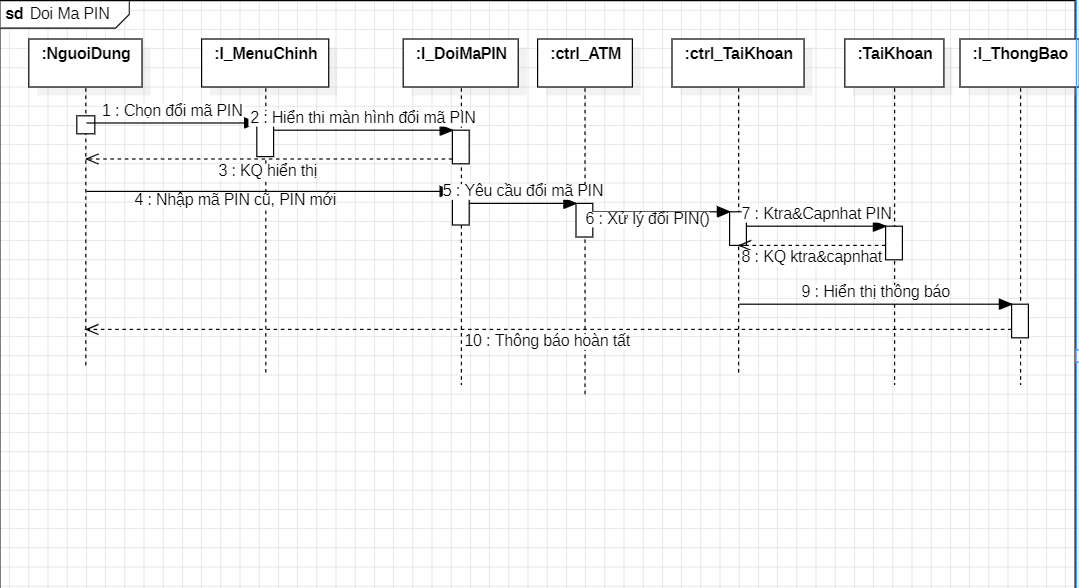 sd Doi Ma PIN
:NguoiDung
:I_MenuChinh
:I_DoiMaPIN
:ctrl_ATM
:ctrl_TaiKhoan
:TaiKhoan
:I_ThongBao
1 : Chọn đổi mã PIN
2 : Hiển thi màn hình đổi mã PIN
3 : KQ hiển thị
4 : Nhập mã PIN cũ, PIN mới
5 : Yêu cầu đổi mã PIN
6 : Xử lý đổi PIN()
7 : Ktra&Capnhat PIN
8 : KQ ktra&capnhat
9 : Hiển thị thông báo
10 : Thông báo hoàn tất